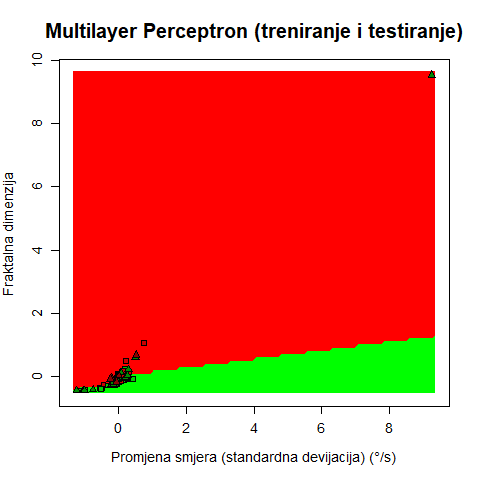 Multilayer Perceptron (treniranje i testiranje)
Fraktalna dimenzija
10
8
6
4
2
0
0 2 4 6 8
Promjena smjera (standardna devijacija) (°/s)